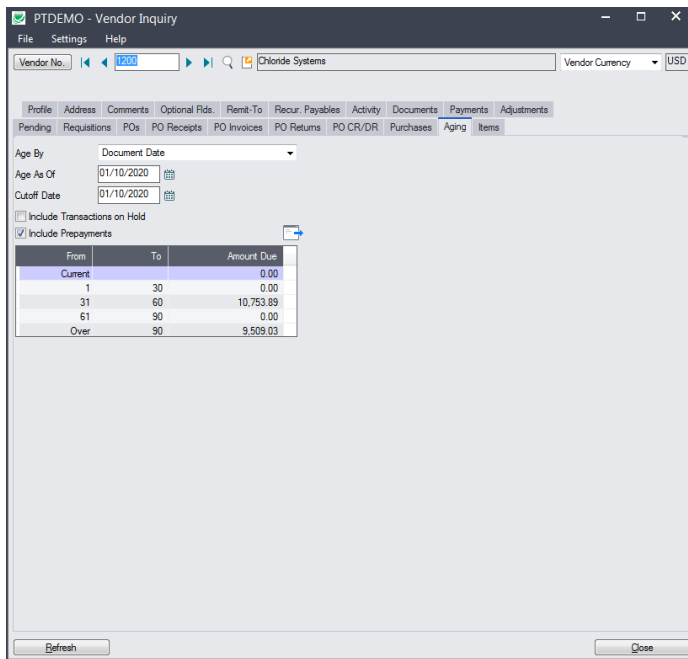 PTDEMO - Vendor Inquiry
File Settings Help
Vendor No. 1200 Chloride Systems Vendor Currency USD
Profile Address Comments Optional Flds. Remit-To Recur. Payables Activity Documents Payments Adjustments
Pending Requisitions POs PO Receipts PO Invoices PO Returns PO CR/DR Purchases Aging Items
Age By Document Date
Age As Of 01/10/2020
Cutoff Date 01/10/2020
Include Transactions on Hold
Include Prepayments
From To Amount Due
Current 0.00
1 30 0.00
31 60 10,753.89
61 90 0.00
Over 90 9,509.03
Refresh Close